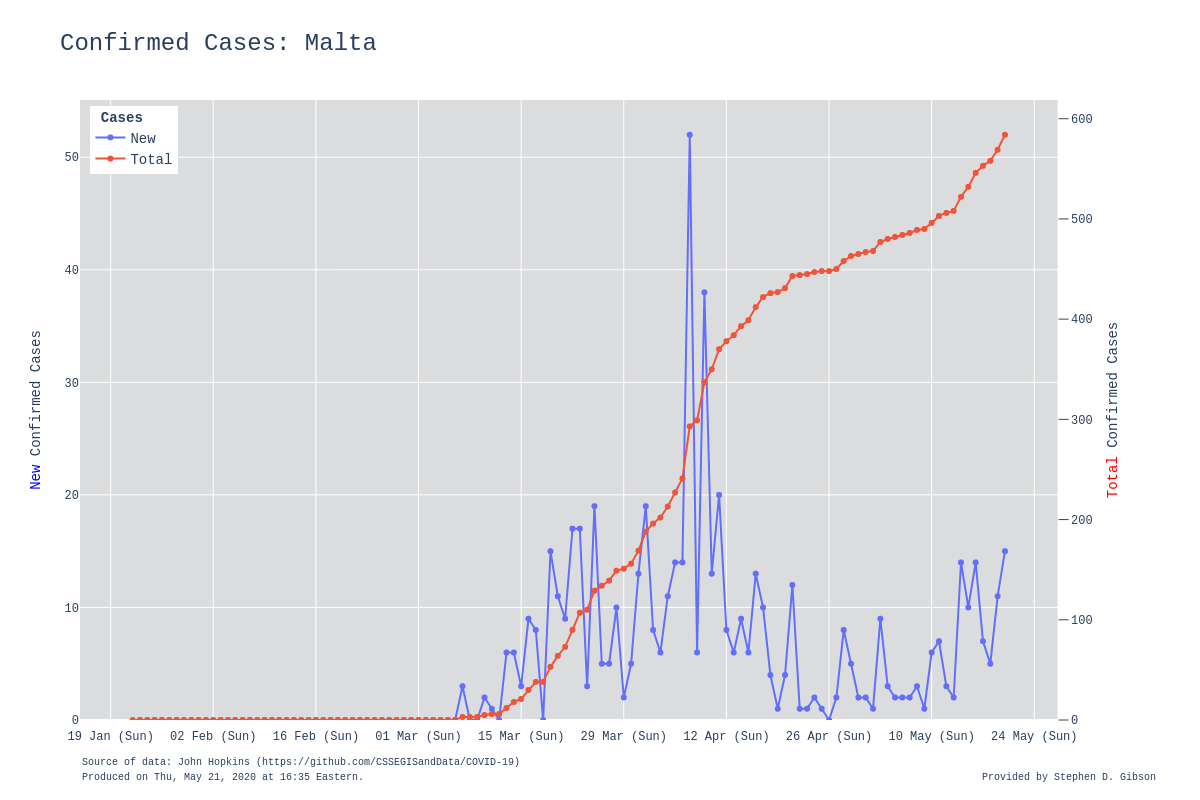 Confirmed Cases: Malta
Cases
New
Total
50
40
30
20
10
0
600
500
400
300
200
100
0
New Confirmed Cases
Total Confirmed Cases
19 Jan (Sun) 02 Feb (Sun) 16 Feb (Sun) 01 Mar (Sun) 15 Mar (Sun) 29 Mar (Sun) 12 Apr (Sun) 26 Apr (Sun) 10 May (Sun) 24 May (Sun)
Source of data: John Hopkins (https://github.com/CSSEGISandData/COVID-19)
Produced on Thu, May 21, 2020 at 16:35 Eastern.
Provided by Stephen D. Gibson